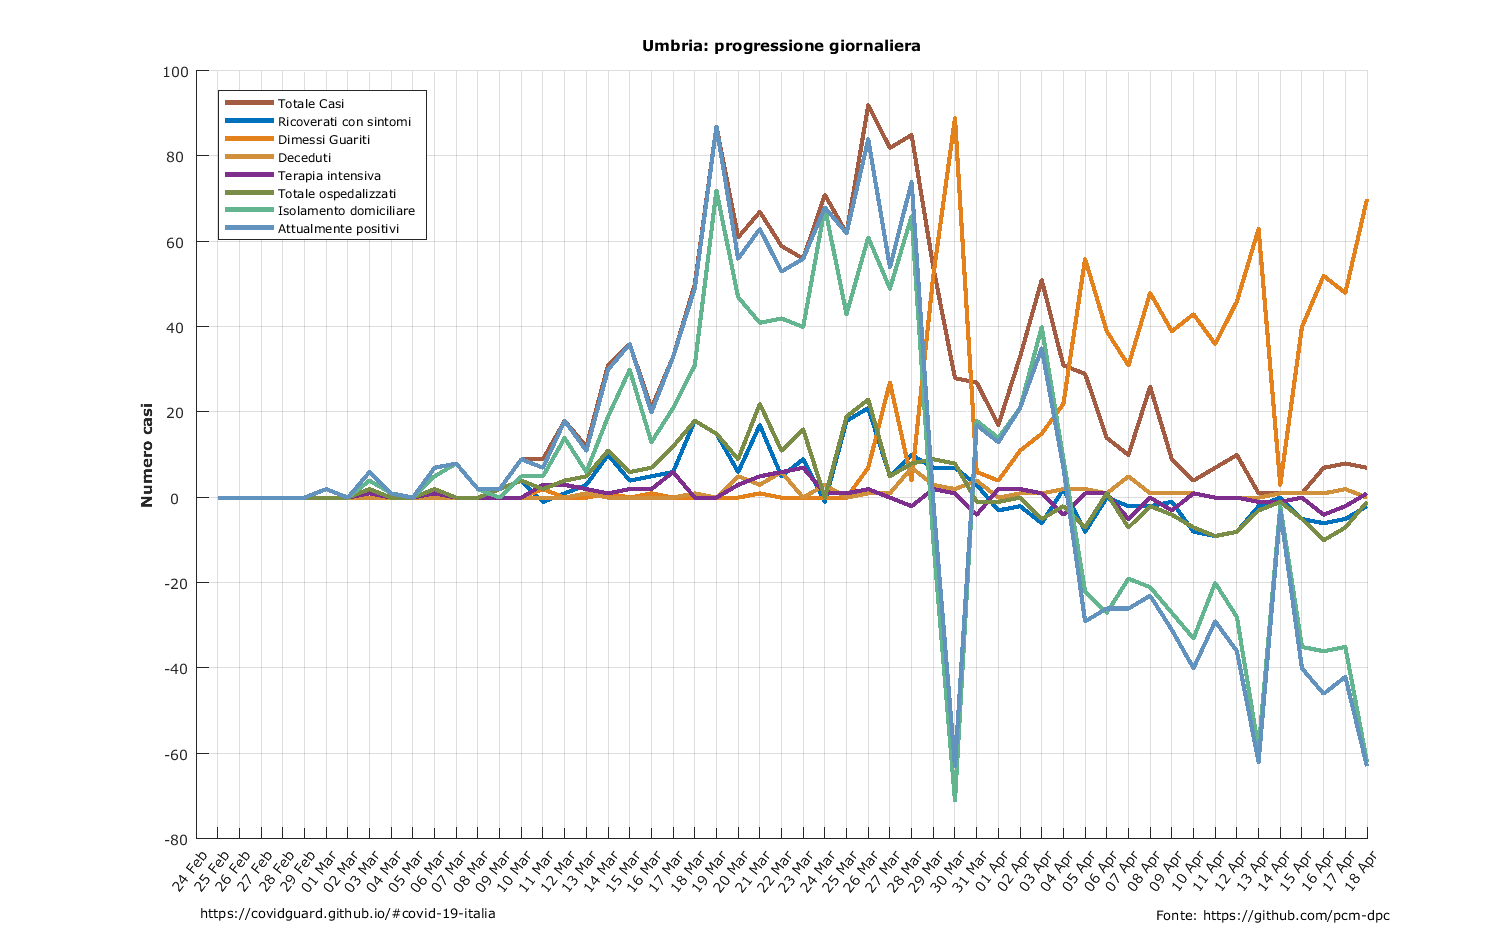 Umbria: progressione giornaliera
100
80
60
40
20
0
-20
-40
-60
-80
Numero casi
Totale Casi
Ricoverati con sintomi
Dimessi Guariti
Deceduti
Terapia intensiva
Totale ospedalizzati
Isolamento domiciliare
Attualmente positivi
24 Feb
25 Feb
26 Feb
27 Feb
28 Feb
29 Feb
01 Mar
02 Mar
03 Mar
04 Mar
05 Mar
06 Mar
07 Mar
08 Mar
09 Mar
10 Mar
11 Mar
12 Mar
13 Mar
14 Mar
15 Mar
16 Mar
17 Mar
18 Mar
19 Mar
20 Mar
21 Mar
22 Mar
23 Mar
24 Mar
25 Mar
26 Mar
27 Mar
28 Mar
29 Mar
30 Mar
31 Mar
01 Apr
02 Apr
03 Apr
04 Apr
05 Apr
06 Apr
07 Apr
08 Apr
09 Apr
10 Apr
11 Apr
12 Apr
13 Apr
14 Apr
15 Apr
16 Apr
17 Apr
18 Apr
https://covidguard.github.io/#covid-19-italia
Fonte: https://github.com/pcm-dpc